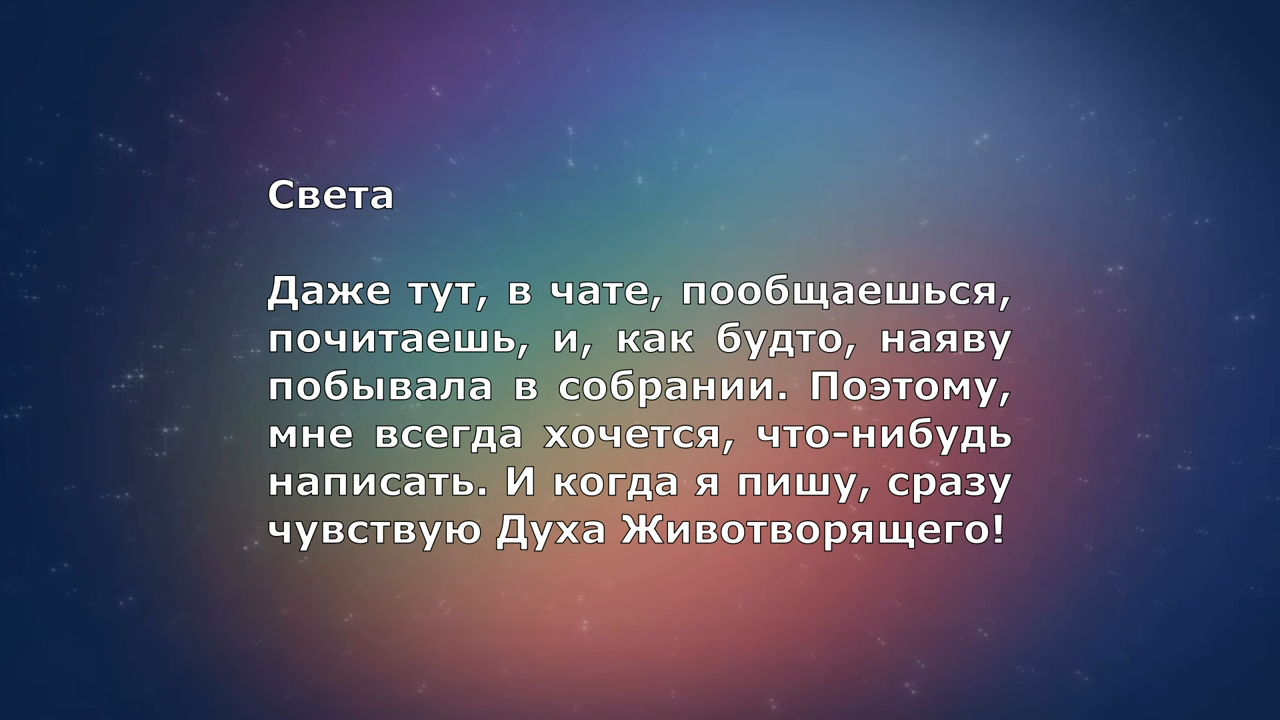 Света
Даже тут, в чате, пообщаешься,
почитаешь, и, как будто, наяву
побывала в собрании. Поэтому,
мне всегда хочется, что-нибудь
написать. И когда я пишу, сразу
чувствую Духа Животворящего!